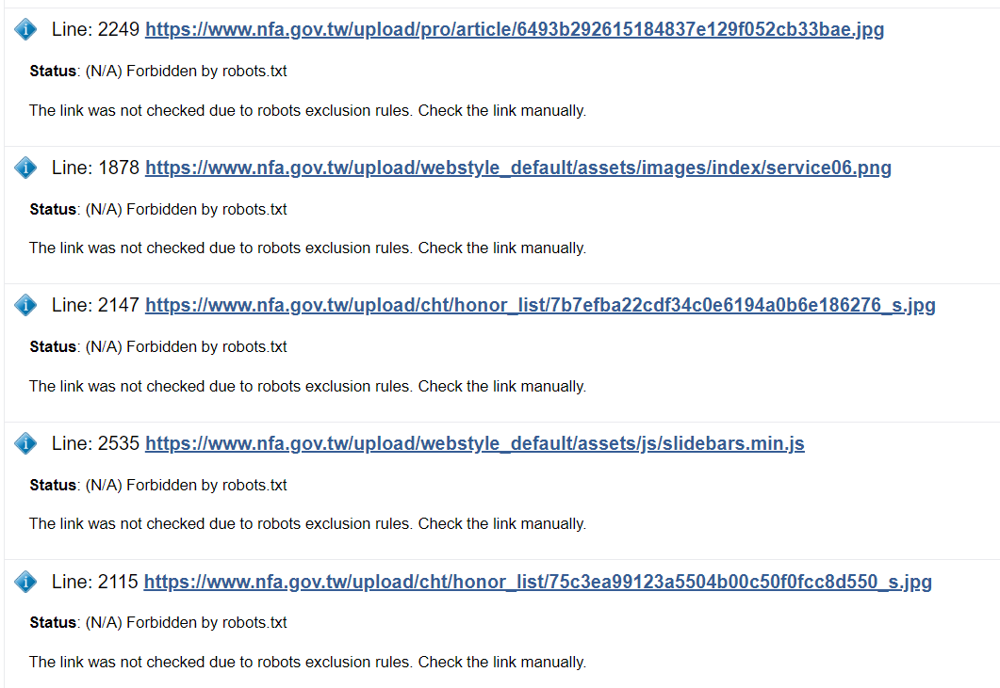 Line: 2249 https://www.nfa.gov.tw/upload/pro/article/6493b292615184837e129f052cb33bae.jpg
Status: (N/A) Forbidden by robots.txt
The link was not checked due to robots exclusion rules. Check the link manually.
Line: 1878 https://www.nfa.gov.tw/upload/webstyle_default/assets/images/index/service06.png
Status: (N/A) Forbidden by robots.txt
The link was not checked due to robots exclusion rules. Check the link manually.
Line: 2147 https://www.nfa.gov.tw/upload/cht/honor_list/7b7efba22cdf34c0e6194a0b6e186276_s.jpg
Status: (N/A) Forbidden by robots.txt
The link was not checked due to robots exclusion rules. Check the link manually.
Line: 2535 https://www.nfa.gov.tw/upload/webstyle_default/assets/js/slidebars.min.js
Status: (N/A) Forbidden by robots.txt
The link was not checked due to robots exclusion rules. Check the link manually.
Line: 2115 https://www.nfa.gov.tw/upload/cht/honor_list/75c3ea99123a5504b00c50f0fcc8d550_s.jpg
Status: (N/A) Forbidden by robots.txt
The link was not checked due to robots exclusion rules. Check the link manually.